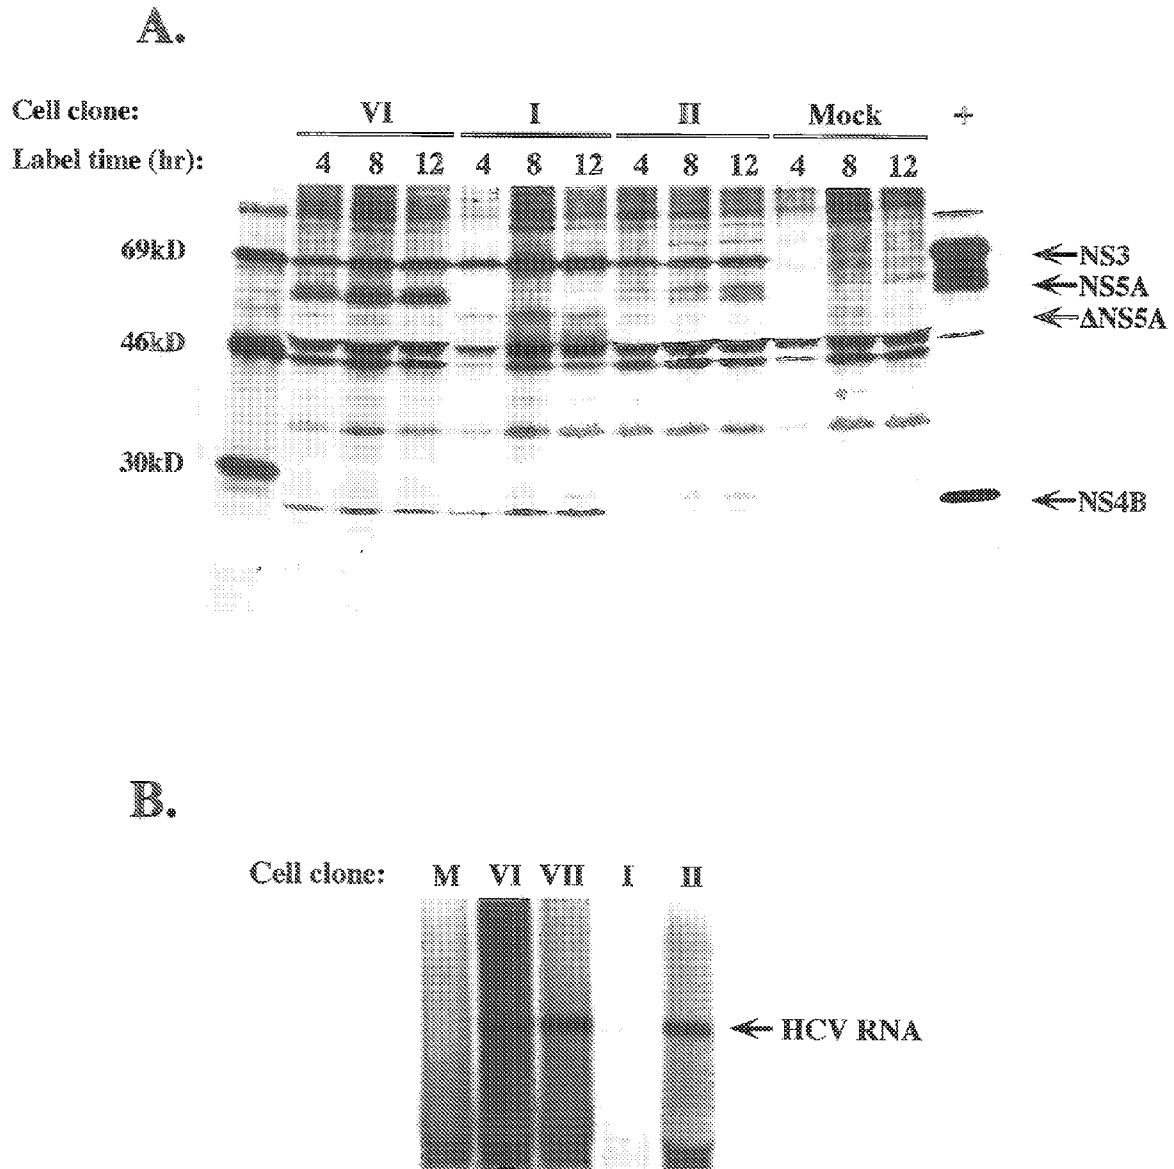 A.
Cell clone: VI I II Mock +
Label time (hr): 4 8 12 4 8 12 4 8 12 4 8 12
69kD
←NS3
←NS5A
←ΔNS5A
46kD
30kD
←NS4B
B.
Cell clone: M VI VII I II
← HCV RNA